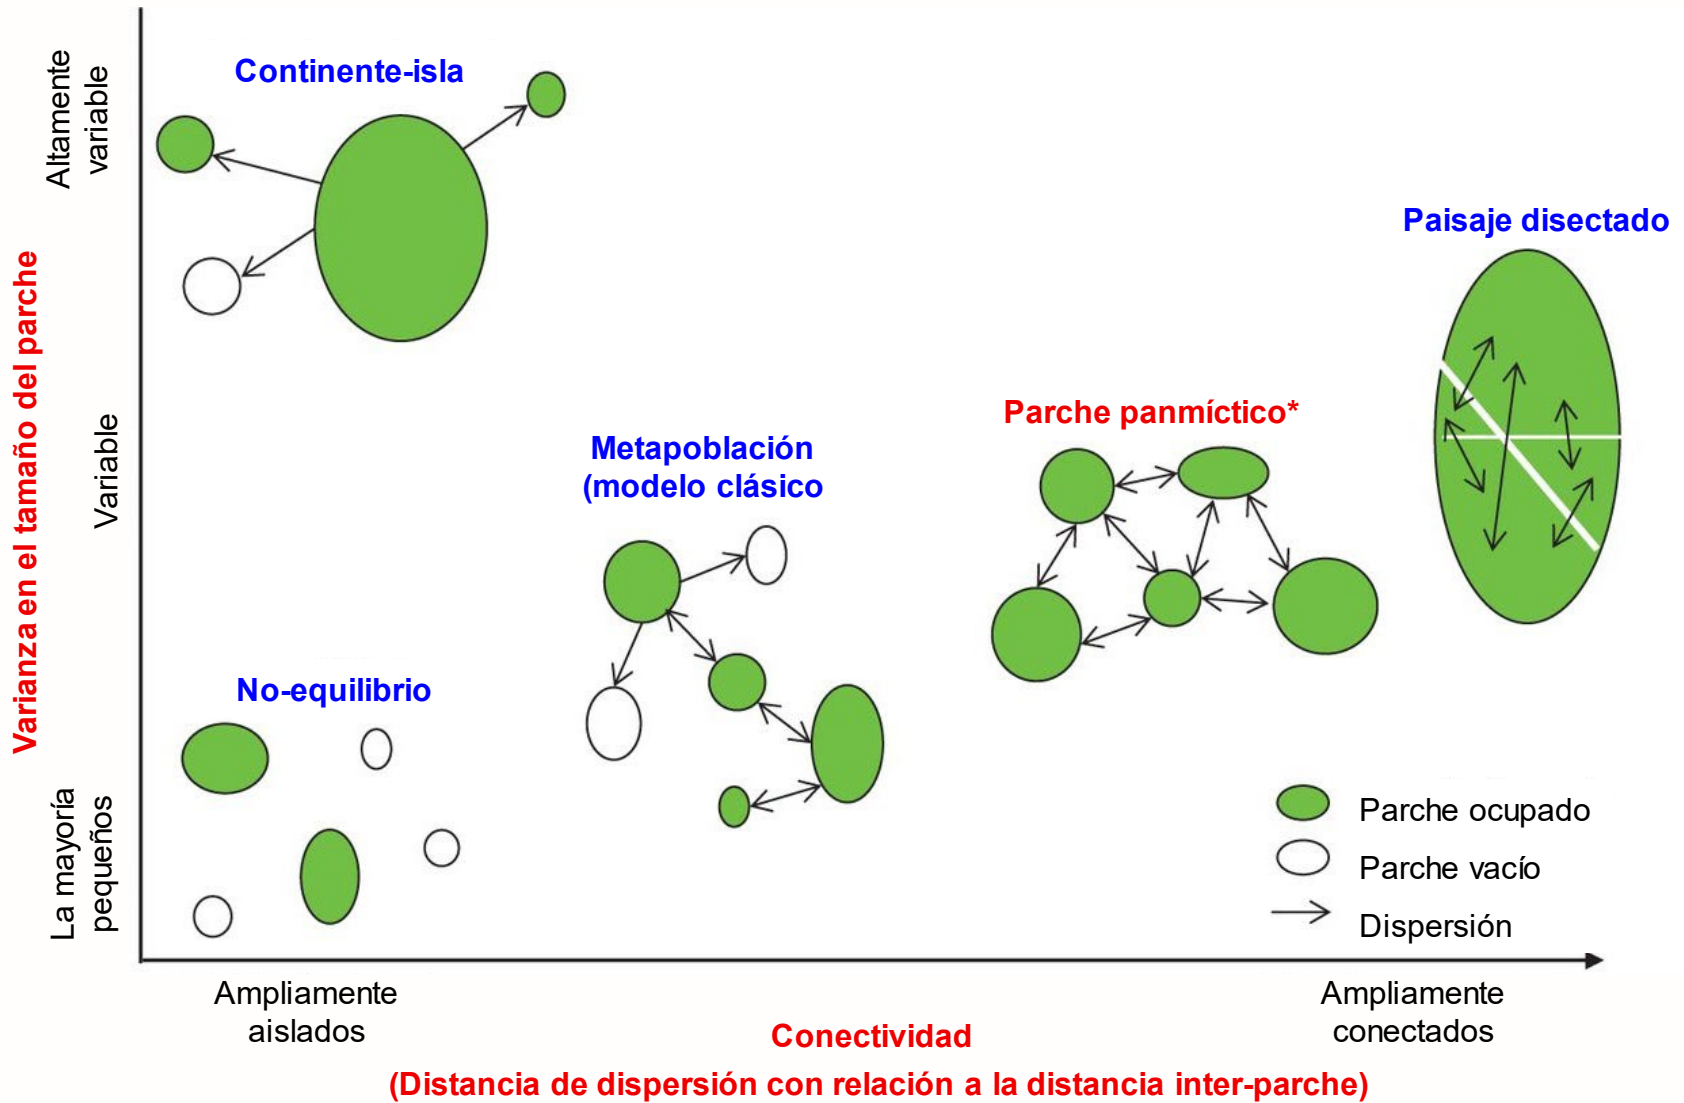 Altamente
variable
Variable
La mayoría
pequeños
Varianza en el tamaño del parche
Continente-isla
Paisaje disectado
Parche panmíctico*
Metapoblación
(modelo clásico
No-equilibrio
Parche ocupado
Parche vacío
Dispersión
Ampliamente
aislados
Ampliamente
conectados
Conectividad
(Distancia de dispersión con relación a la distancia inter-parche)